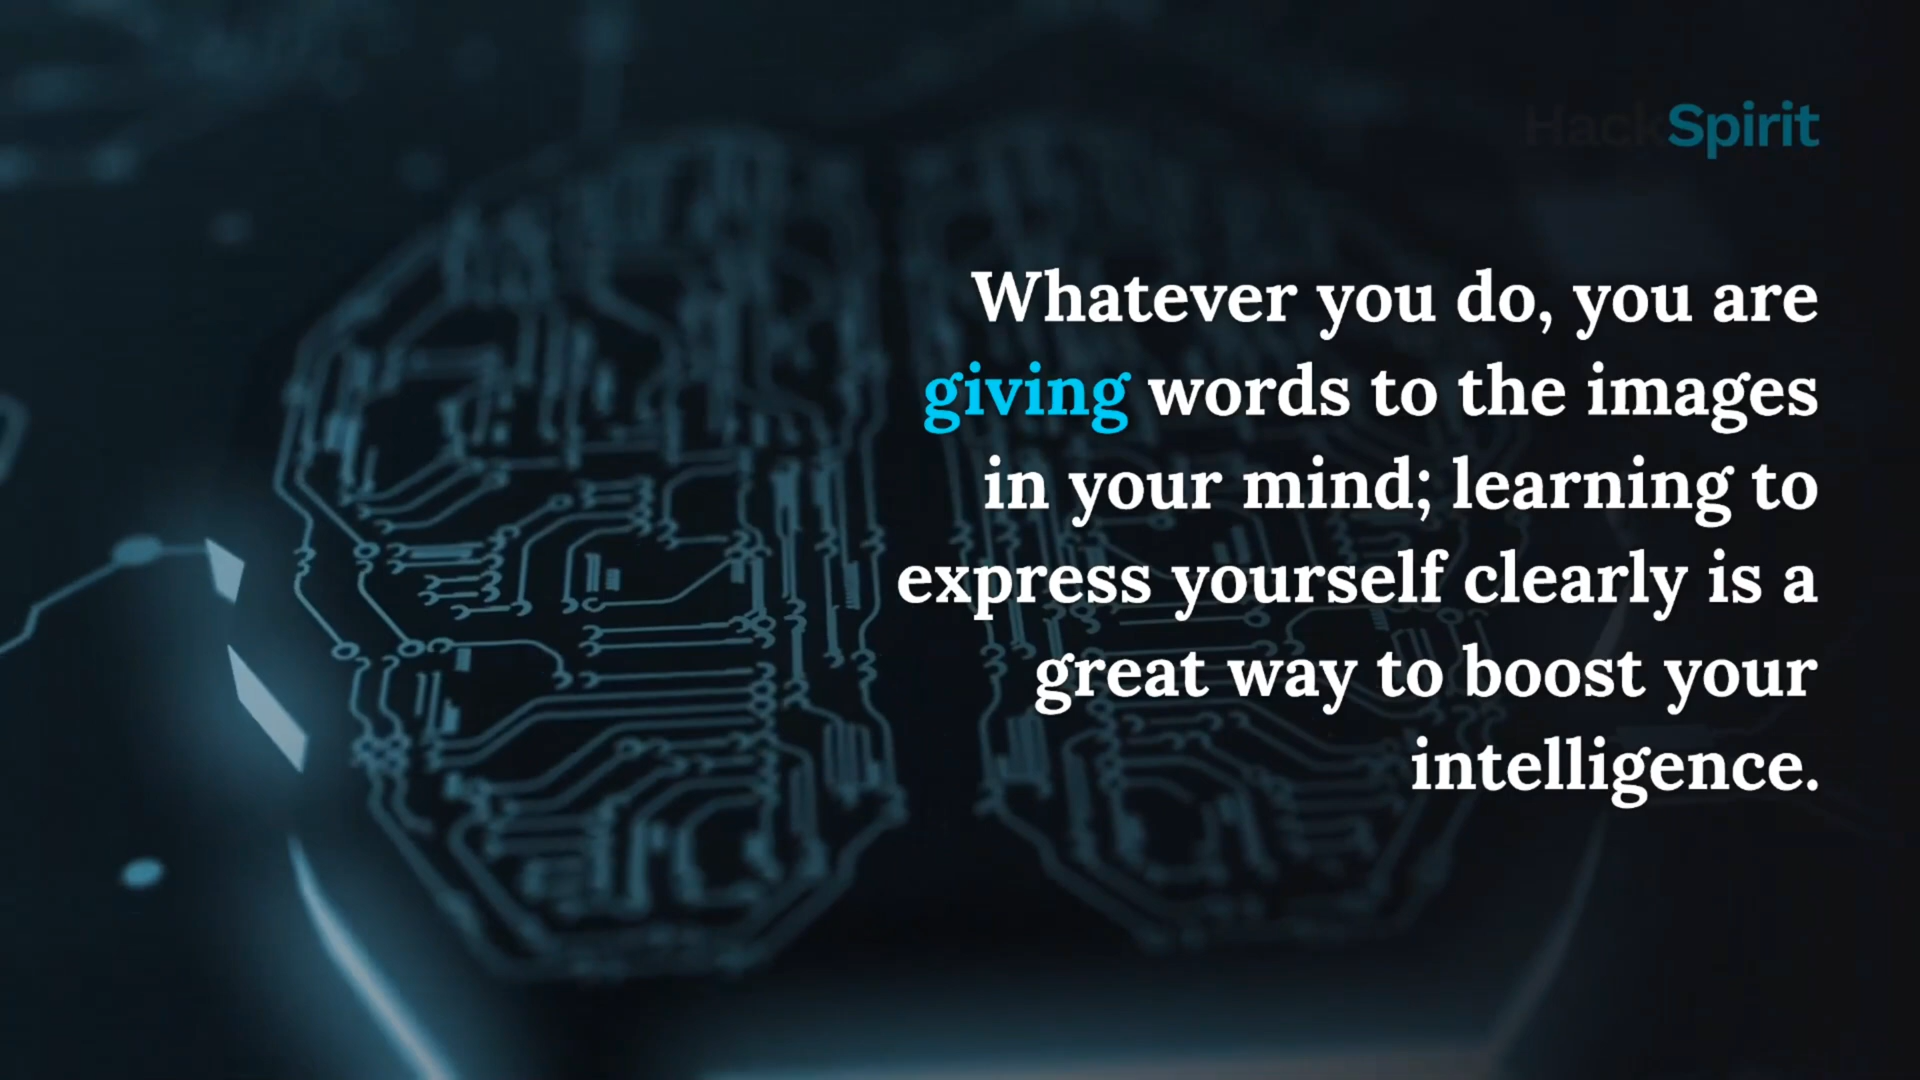 HackSpirit
Whatever you do, you are
giving words to the images
in your mind; learning to
express yourself clearly is a
great way to boost your
intelligence.